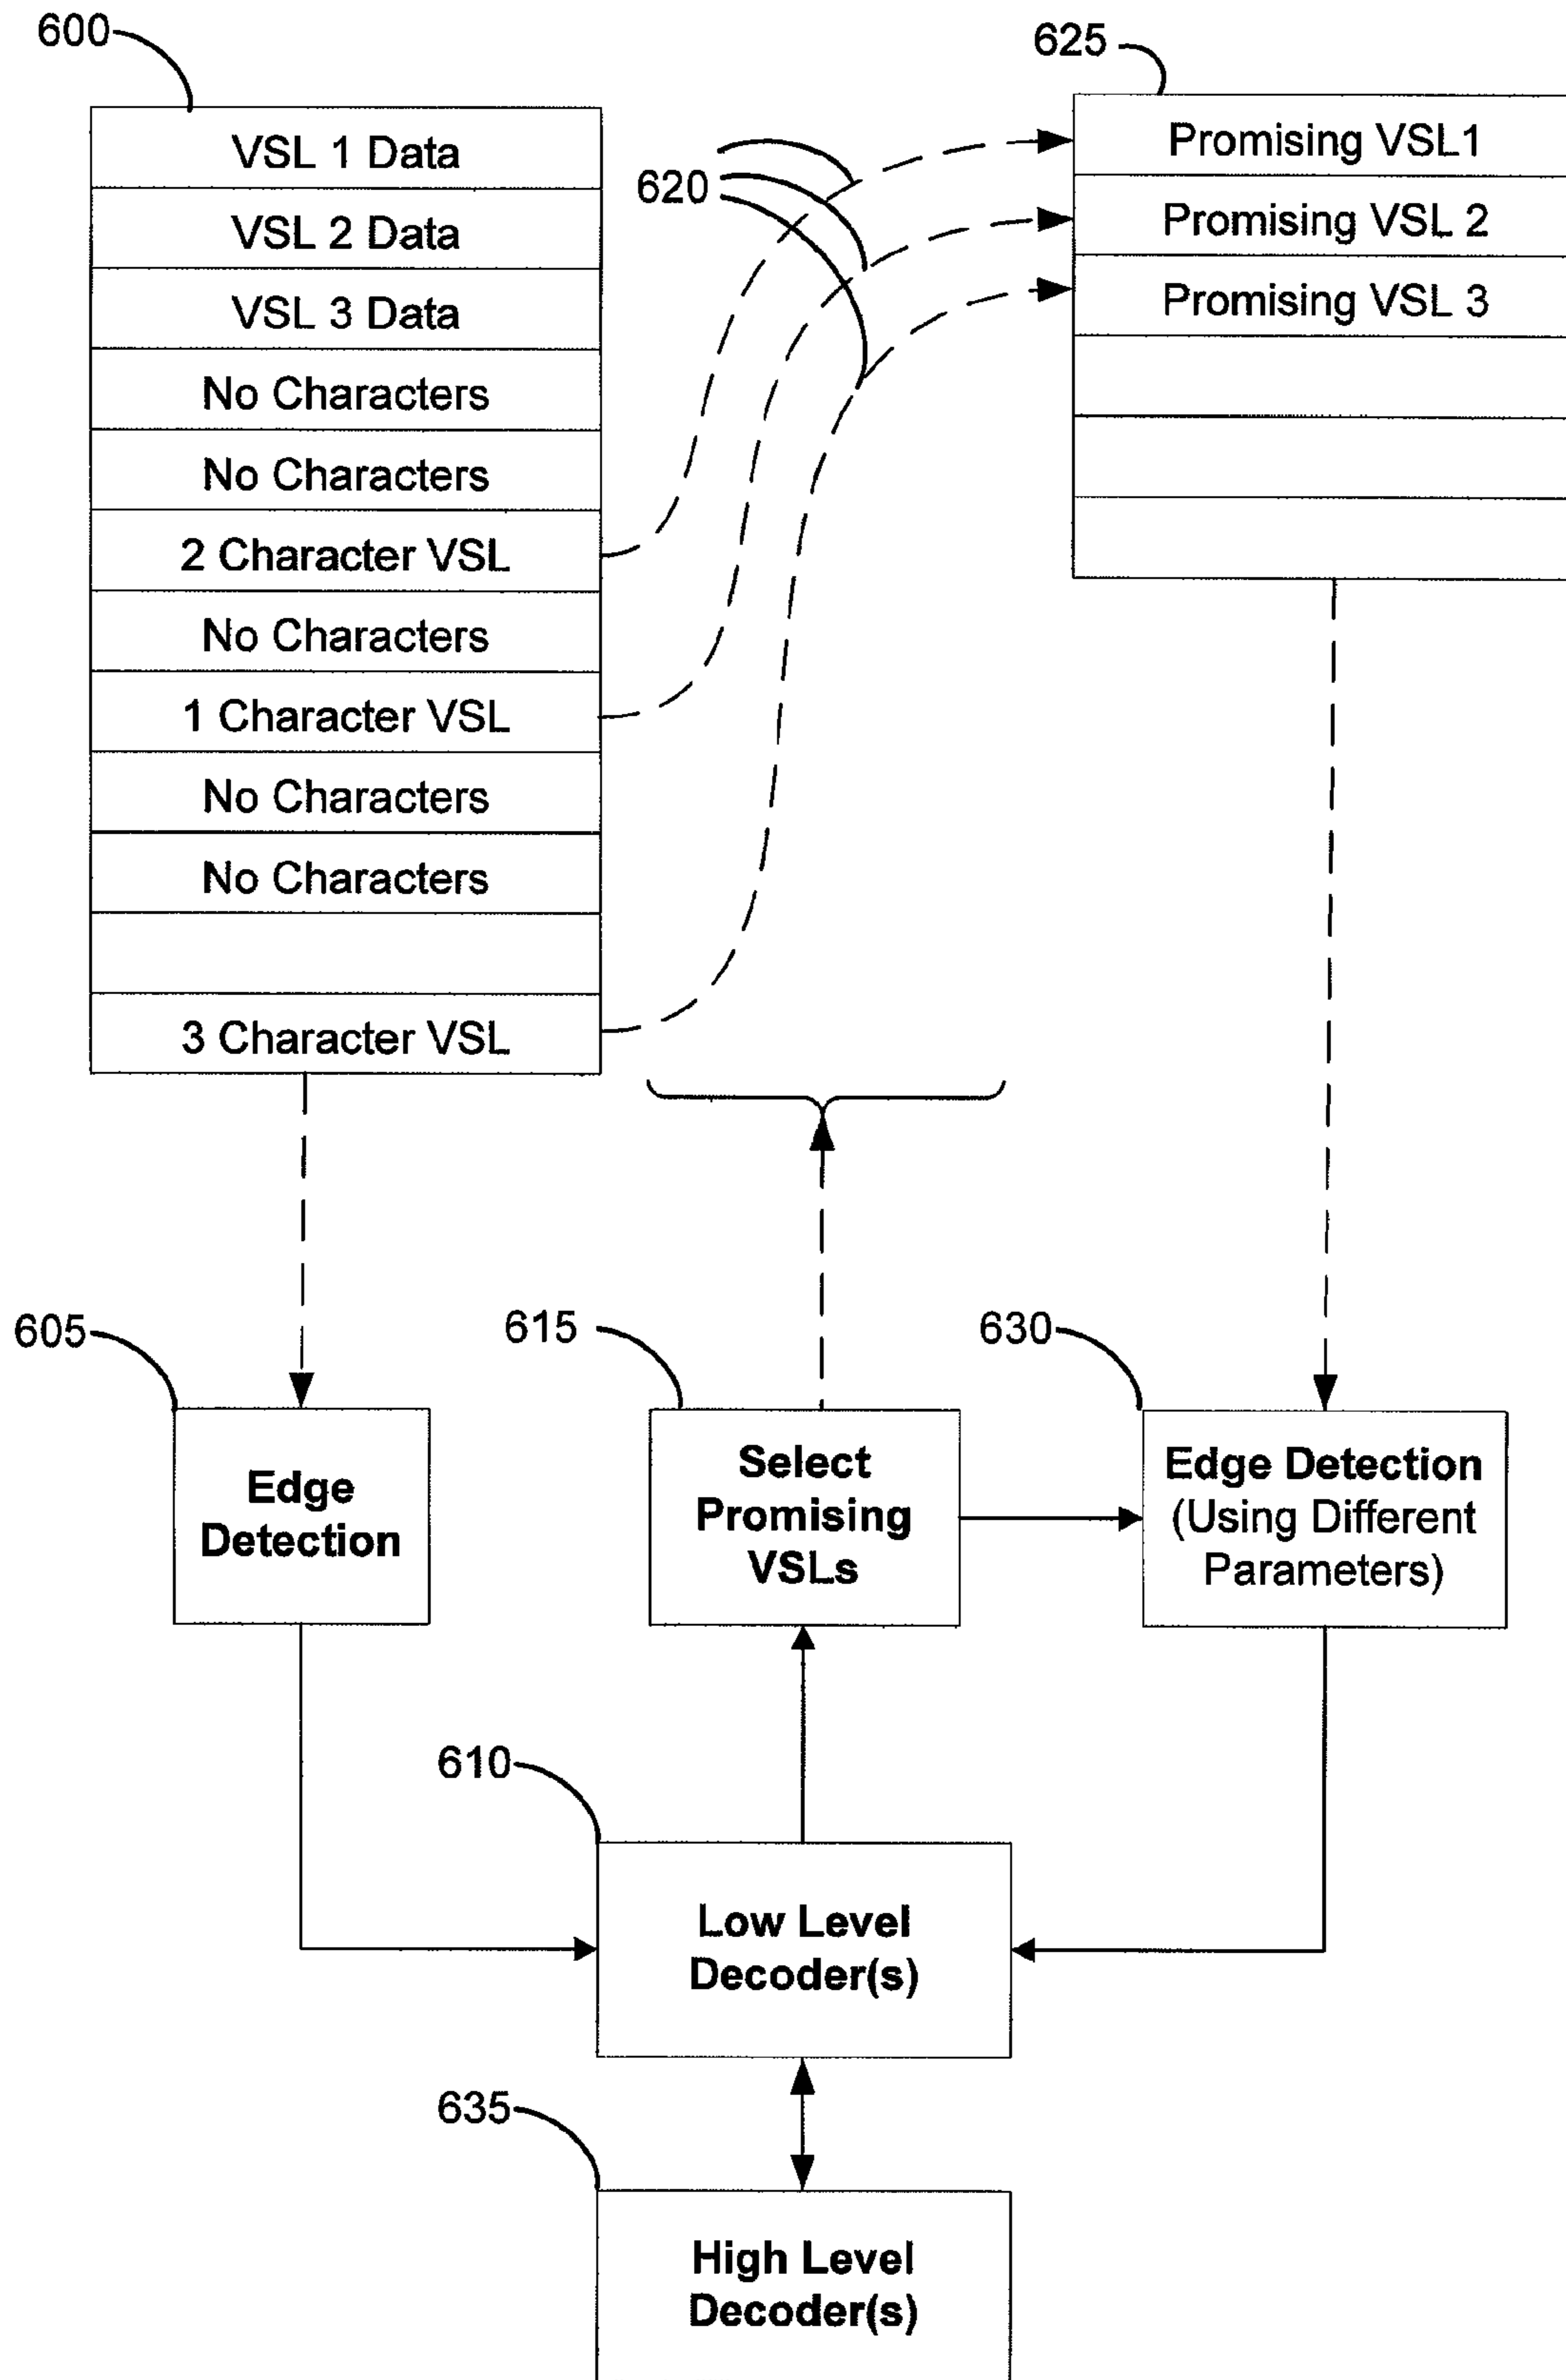 600
625
VSL 1 Data
VSL 2 Data
VSL 3 Data
No Characters
No Characters
2 Character VSL
No Characters
1 Character VSL
No Characters
No Characters
3 Character VSL
620
Promising VSL1
Promising VSL 2
Promising VSL 3
605
615
630
Edge
Detection
Select
Promising
VSLs
Edge Detection
(Using Different
Parameters)
610
Low Level
Decoder(s)
635
High Level
Decoder(s)